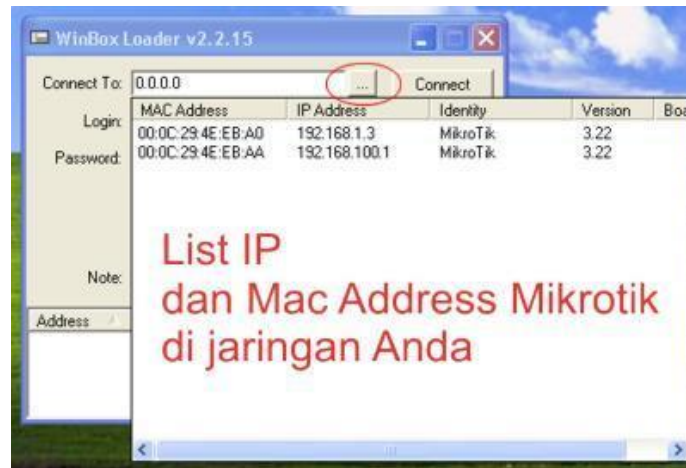 WinBox Loader v2.2.15
Connect To: 0.0.0.0 ... Connect
MAC Address IP Address Identity Version Boa
Login: 00:0C:29:4E:EB:A0 192.168.1.3 MikroTik 3.22
Password: 00:0C:29:4E:EB:AA 192.168.100.1 MikroTik 3.22
List IP
Note: dan Mac Address Mikrotik
Address di jaringan Anda